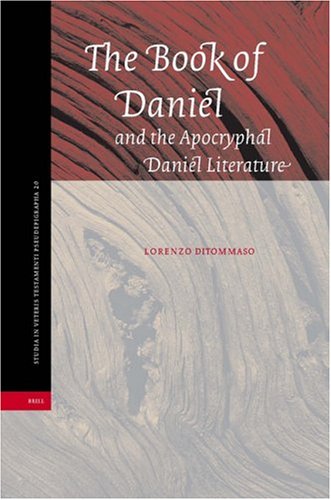 The Book of
Daniel
and the Apocryphal
Daniel Literature
LORENZO DITOMMASO
STUDIA IN VETERIS TESTAMENTI PSEUDEPIGRAPHA 20
BRILL